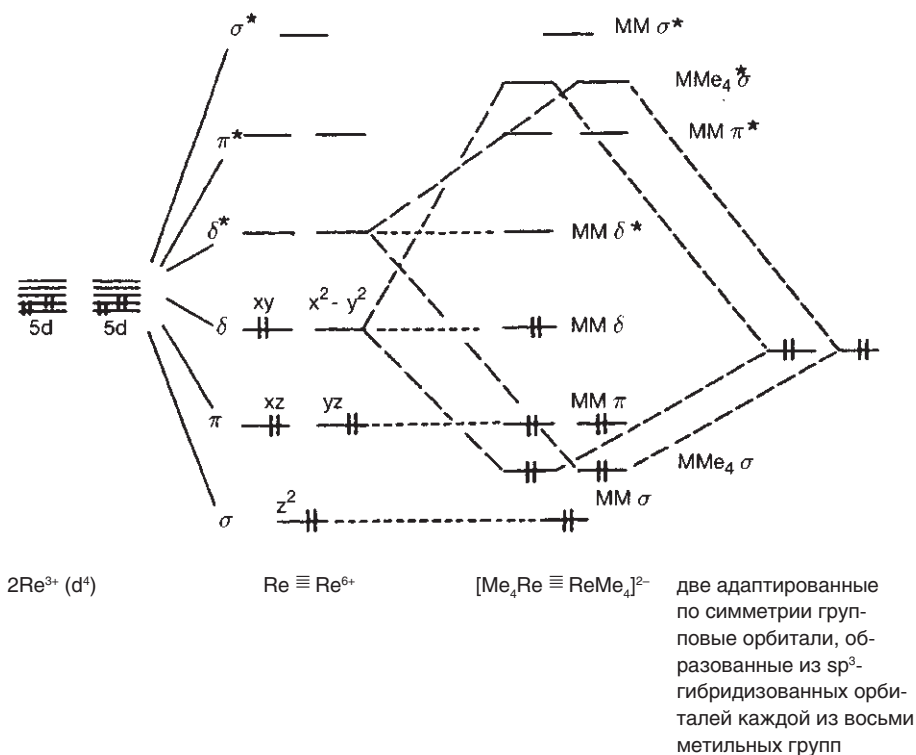 σ*
MM σ*
MMe₄ σ*
π*
MM π*
δ*
MM δ*
5d 5d
xy x² - y²
δ
MM δ
xz yz
π
MM π
MMe₄ σ
z²
σ
MM σ
2Re³⁺ (d⁴)
Re ≣ Re⁶⁺
[Me₄Re ≣ ReMe₄]²⁻
две адаптированные
по симметрии груп-
повые орбитали, об-
разованные из sp³-
гибридизованных орби-
талей каждой из восьми
метильных групп